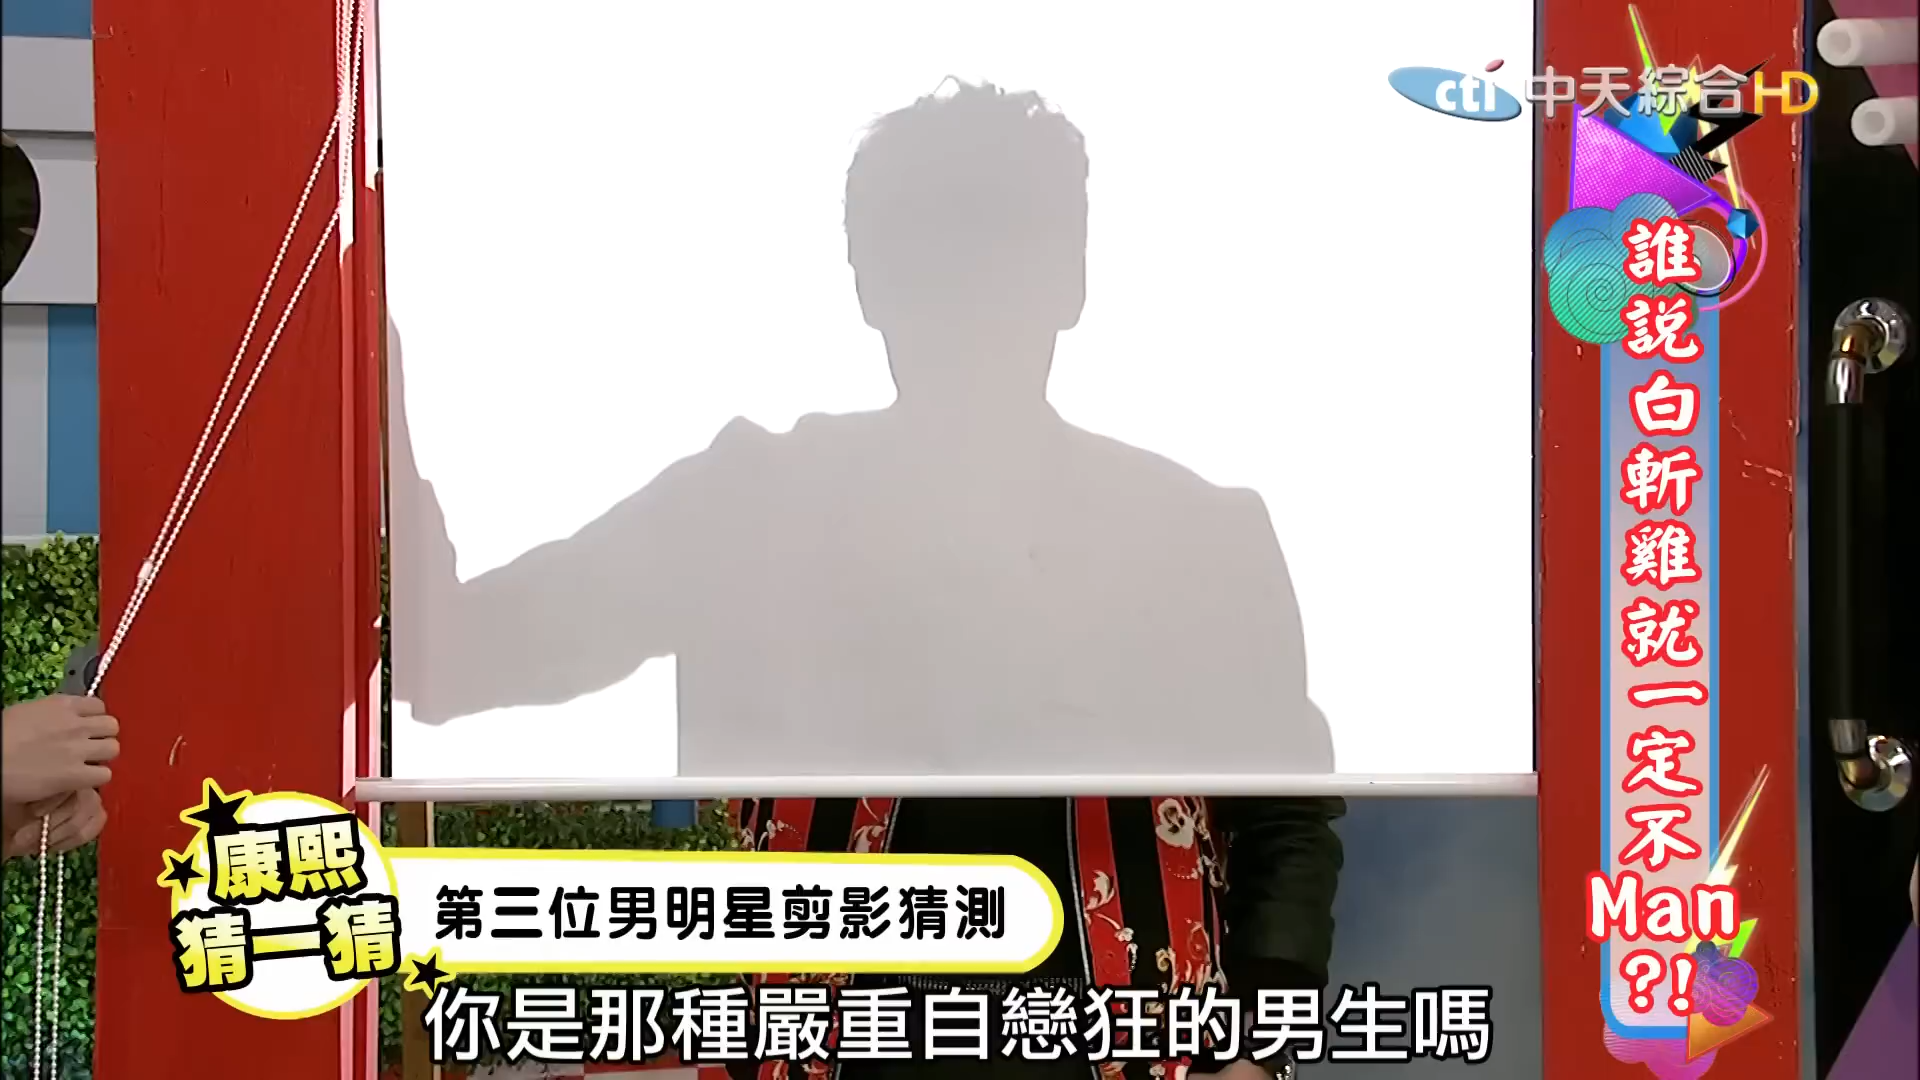 cti 中天綜合HD
誰説白斬雞就一定不Man?!
康熙
猜一猜
第三位男明星剪影猜測
你是那種嚴重自戀狂的男生嗎